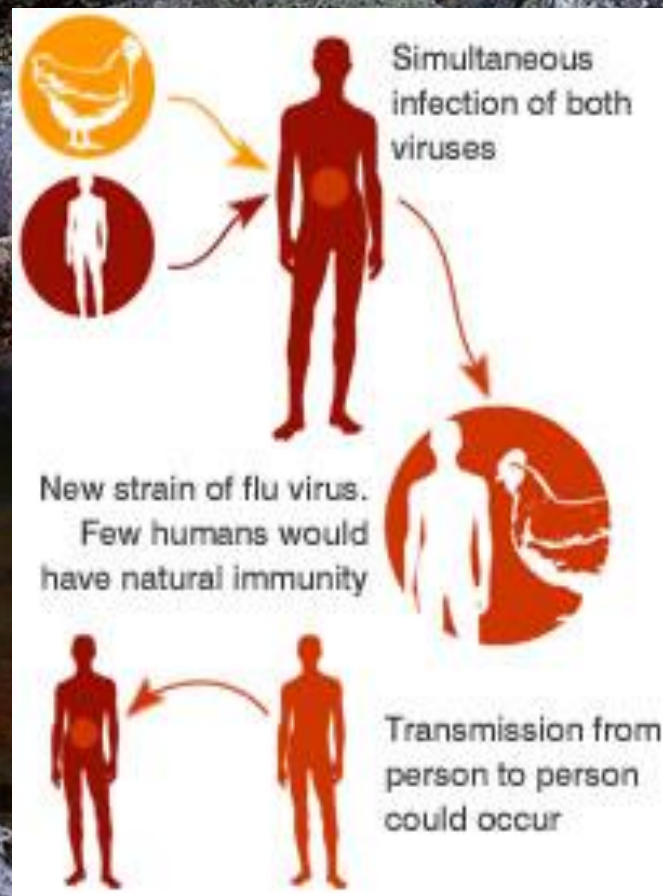 Simultaneous
infection of both
viruses
New strain of flu virus.
Few humans would
have natural immunity
Transmission from
person to person
could occur